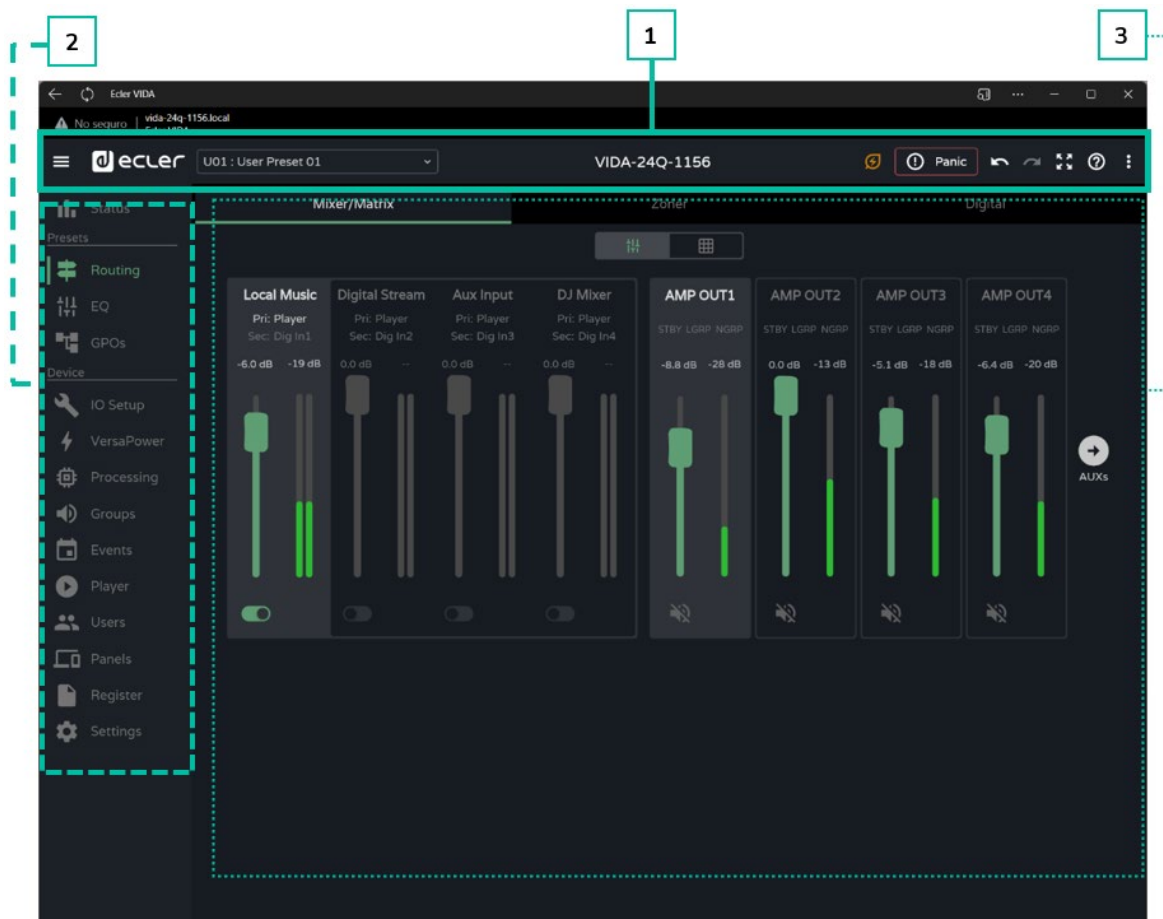 2
1
3
Ecler VIDA
No seguro | vida-24q-1156.local
Ecler VIDA
ecler
U01 : User Preset 01
VIDA-24Q-1156
Panic
Status
Presets
Routing
EQ
GPOs
Device
IO Setup
VersaPower
Processing
Groups
Events
Player
Users
Panels
Register
Settings
Mixer/Matrix
Zoner
Digital
Local Music
Pri: Player
Sec: Dig In1
-6.0 dB -19 dB
Digital Stream
Pri: Player
Sec: Dig In2
0.0 dB --
Aux Input
Pri: Player
Sec: Dig In3
0.0 dB --
DJ Mixer
Pri: Player
Sec: Dig In4
0.0 dB --
AMP OUT1
STBY LGRP NGRP
-8.8 dB -28 dB
AMP OUT2
STBY LGRP NGRP
0.0 dB -13 dB
AMP OUT3
STBY LGRP NGRP
-5.1 dB -18 dB
AMP OUT4
STBY LGRP NGRP
-6.4 dB -20 dB
AUXs